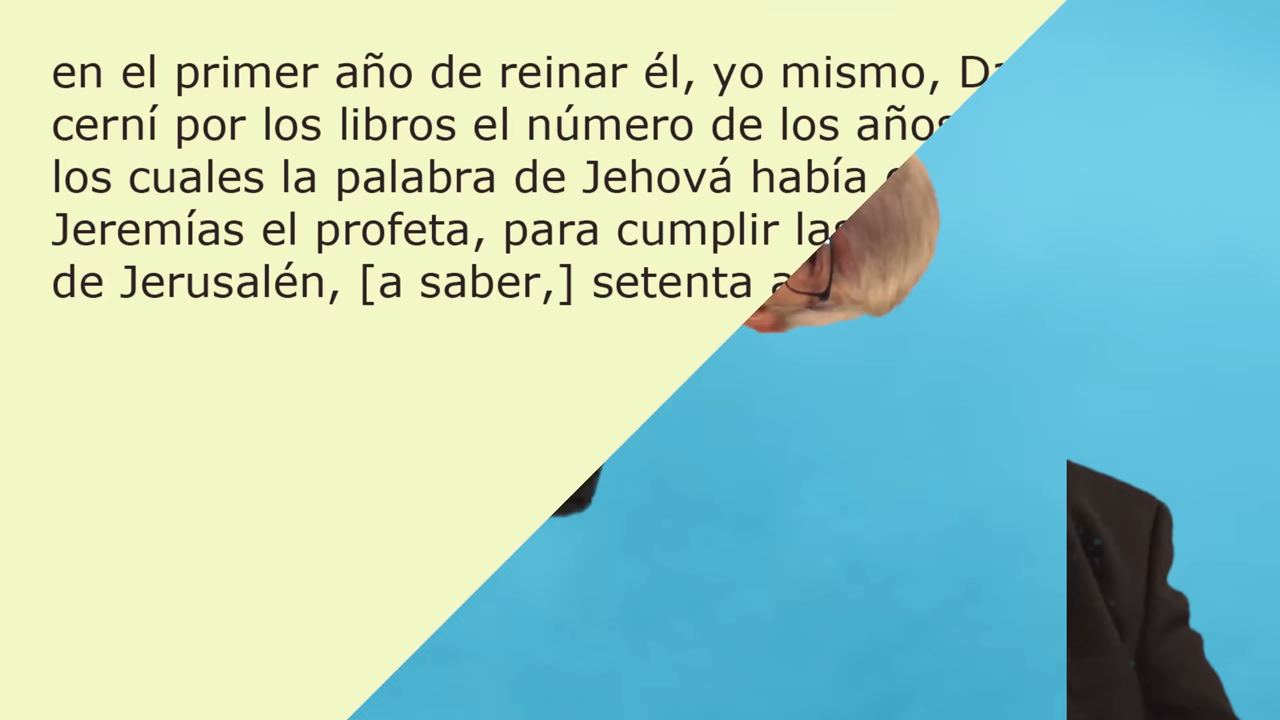 en el primer año de reinar él, yo mismo,
cerní por los libros el número de los años
los cuales la palabra de Jehová había
Jeremías el profeta, para cumplir las
de Jerusalén, [a saber,] setenta